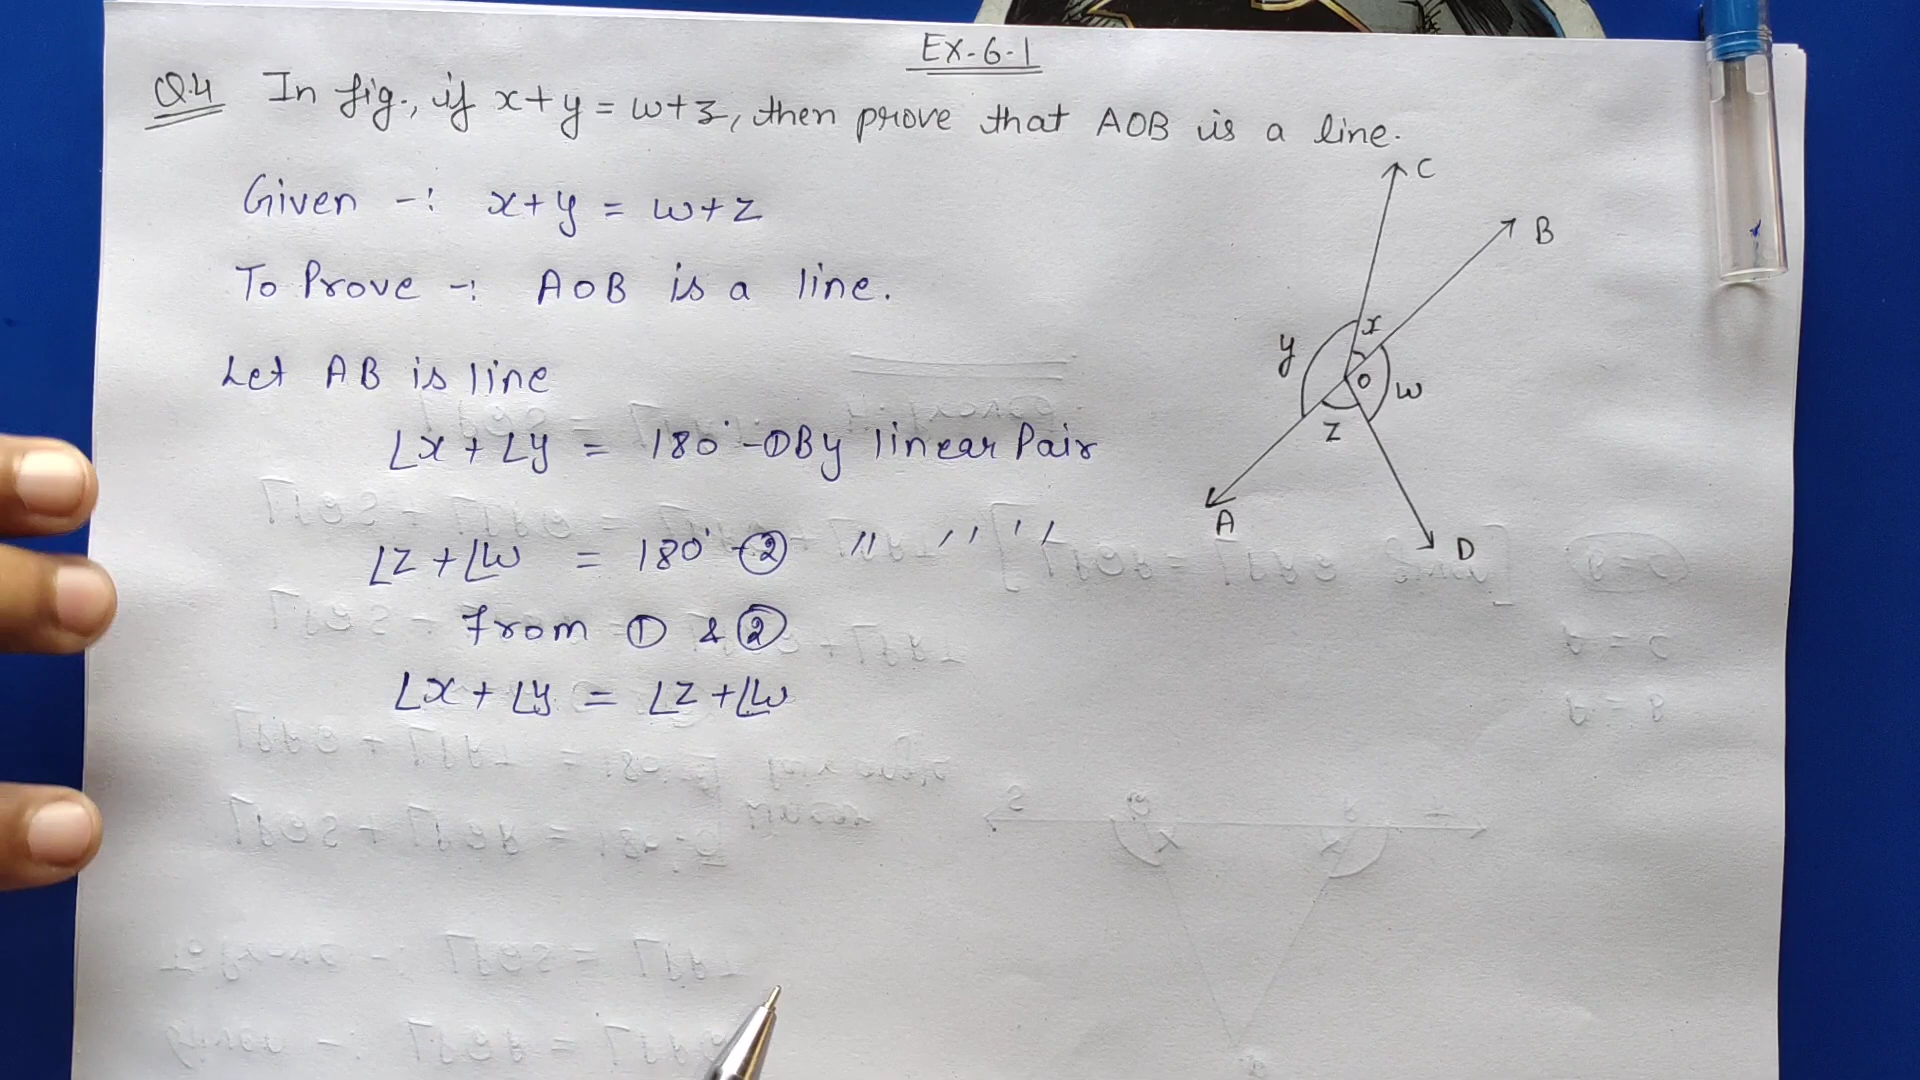 Ex-6.1
Q.4 In fig., if x+y = w+z, then prove that AOB is a line.
Given -: x+y = w+z
To Prove -: AOB is a line.
Let AB is line
∠x + ∠y = 180° -① By linear Pair
∠z + ∠w = 180° -② " " " "
From ① & ②
∠x + ∠y = ∠z + ∠w
C
B
x
y
O
w
z
A
D